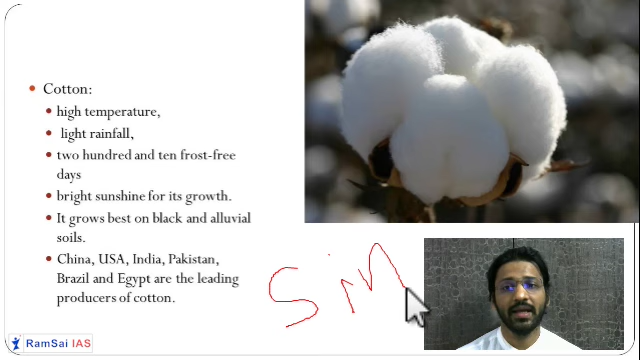 Cotton:
high temperature,
light rainfall,
two hundred and ten frost-free
days
bright sunshine for its growth.
It grows best on black and alluvial
soils.
China, USA, India, Pakistan,
Brazil and Egypt are the leading
producers of cotton.
RamSai IAS